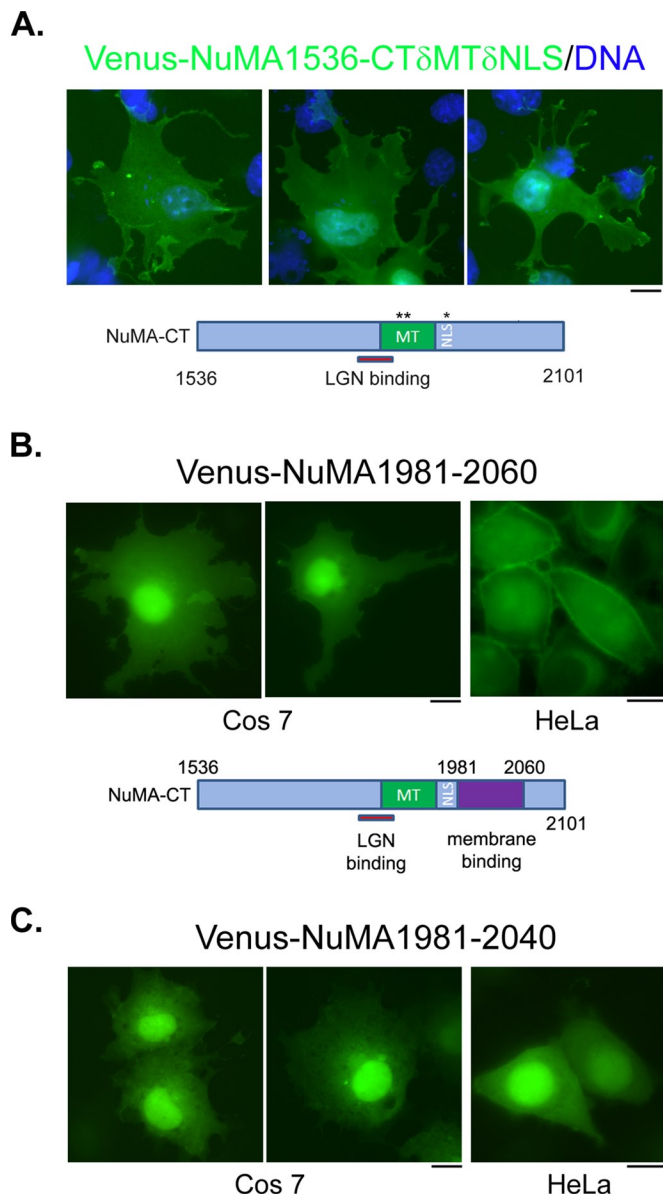 A.
Venus-NuMA1536-CTδMTδNLS/DNA
** *
NuMA-CT MT NLS
1536 LGN binding 2101
B.
Venus-NuMA1981-2060
Cos 7 HeLa
1536 1981 2060
NuMA-CT MT NLS
2101
LGN membrane
binding binding
C.
Venus-NuMA1981-2040
Cos 7 HeLa